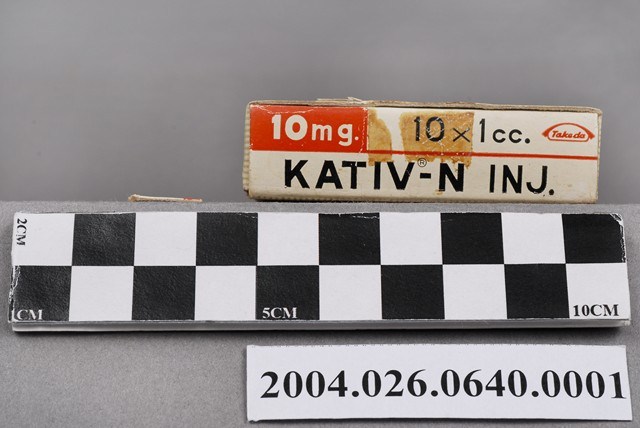 10mg. 10 x 1cc. Takeda
KATIV®-N INJ.
2CM
1CM 5CM 10CM
2004.026.0640.0001